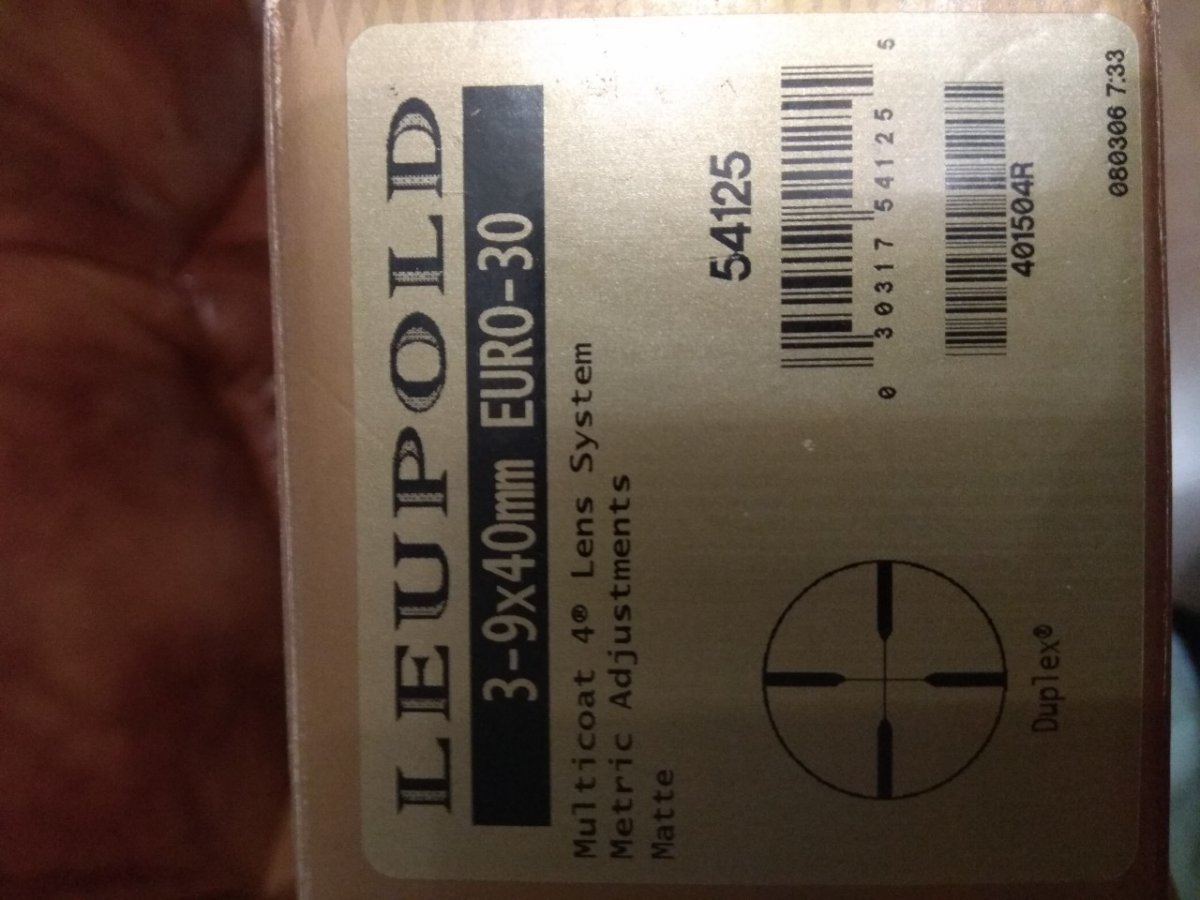 LEUPOLD
3-9x40mm EURO-30
Multicoat 4® Lens System
Metric Adjustments
Matte
54125
0 30317 54125 5
401504R
Duplex®
080306 7:33